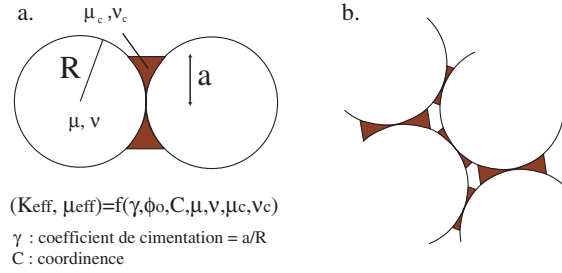 a.
μc ,νc
R
a
μ, ν
b.
(Keff, μeff)=f(γ,ϕo,C,μ,ν,μc,νc)
γ : coefficient de cimentation = a/R
C : coordinence